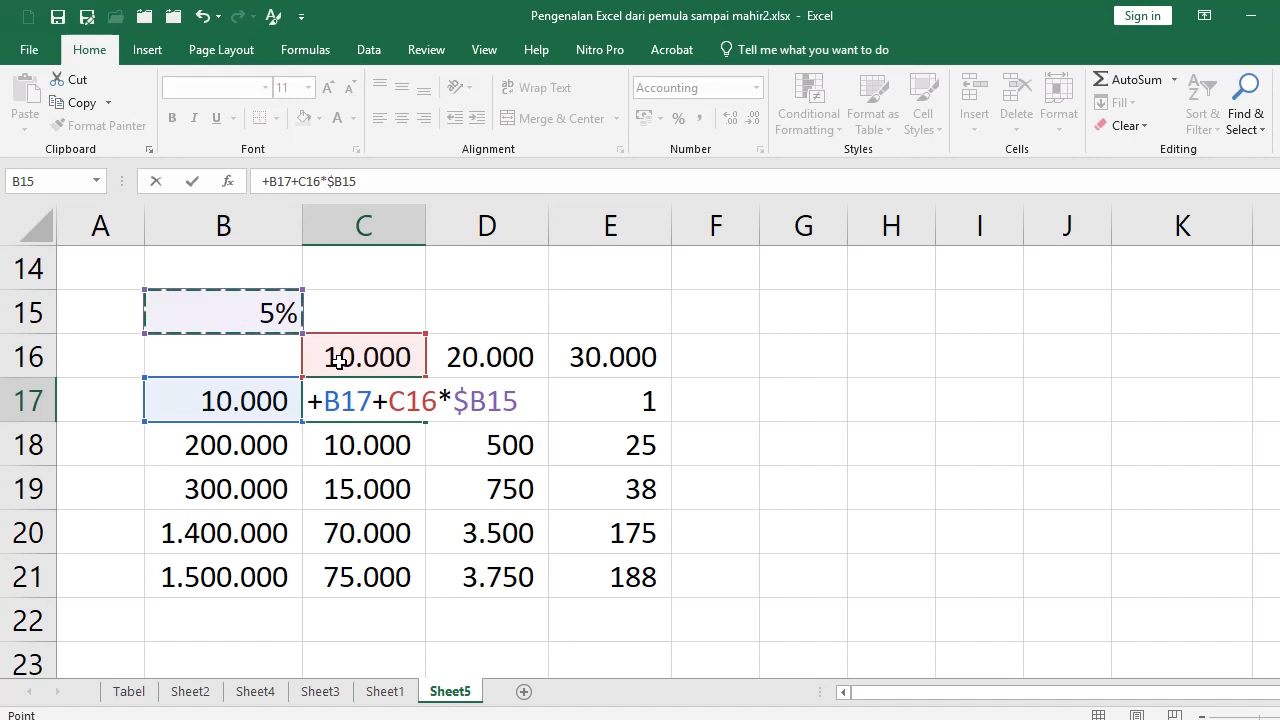 Pengenalan Excel dari pemula sampai mahir2.xlsx - Excel
Sign in
File Home Insert Page Layout Formulas Data Review View Help Nitro Pro Acrobat Tell me what you want to do
Paste
Cut
Copy
Format Painter
Clipboard
11
A A
B I U A
Font
Wrap Text
Merge & Center
Alignment
Accounting
% ,
Number
Conditional Formatting
Format as Table
Cell Styles
Styles
Insert Delete Format
Cells
AutoSum
Fill
Clear
Sort & Filter
Find & Select
Editing
B15 fx +B17+C16*$B15
A B C D E F G H I J K
14
15 5%
16 10.000 20.000 30.000
17 10.000 +B17+C16*$B15 1
18 200.000 10.000 500 25
19 300.000 15.000 750 38
20 1.400.000 70.000 3.500 175
21 1.500.000 75.000 3.750 188
22
23
Tabel Sheet2 Sheet4 Sheet3 Sheet1 Sheet5
Point